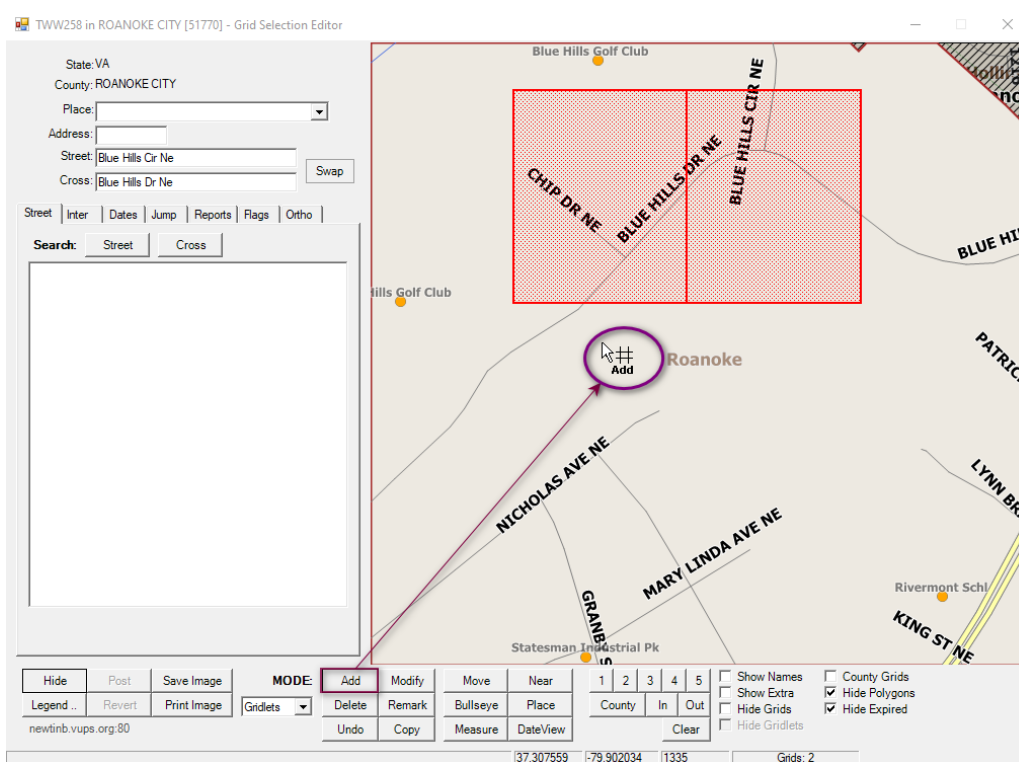 TWW258 in ROANOKE CITY [51770] - Grid Selection Editor
State: VA
County: ROANOKE CITY
Place:
Address:
Street: Blue Hills Cir Ne
Cross: Blue Hills Dr Ne
Swap
Street Inter Dates Jump Reports Flags Ortho
Search: Street Cross
Blue Hills Golf Club
BLUE HILLS CIR NE
BLUE HILLS DR NE
CHIP DR NE
BLUE HI
Hills Golf Club
Add
Roanoke
PATRIC
NICHOLAS AVE NE
LYNN BR
MARY LINDA AVE NE
GRANBY S
Rivermont Schl
KING ST NE
Statesman Industrial Pk
Hide Post Save Image MODE: Add Modify Move Near 1 2 3 4 5 Show Names County Grids
Show Extra Hide Polygons
Legend .. Revert Print Image Gridlets Delete Remark Bullseye Place County In Out Hide Grids Hide Expired
newtinb.vups.org:80 Undo Copy Measure DateView Clear Hide Gridlets
37.307559 -79.902034 1335 Grids: 2